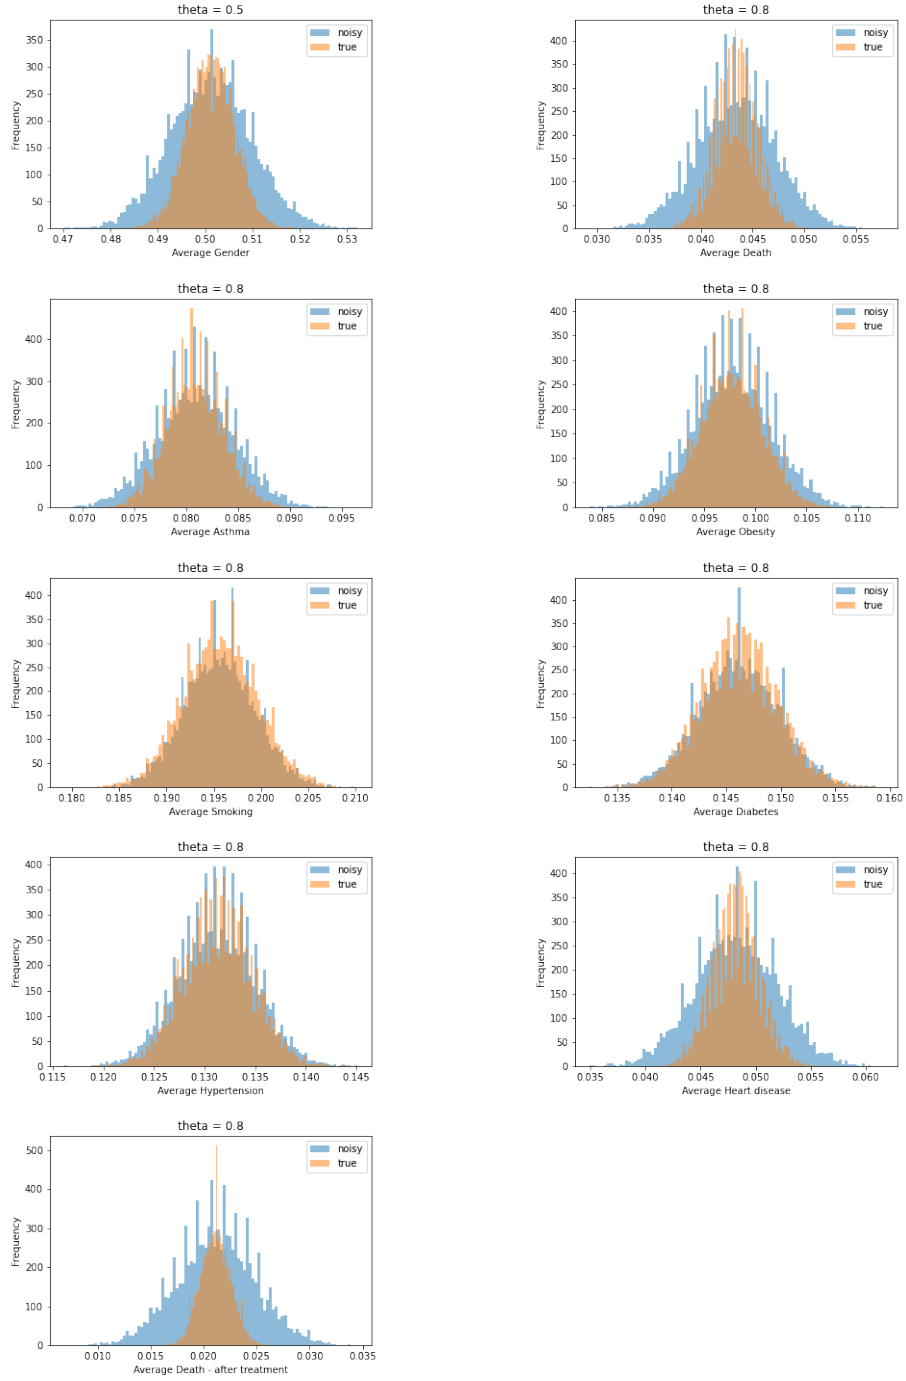 theta = 0.5
noisy
true
Frequency
350
300
250
200
150
100
50
0
0.47 0.48 0.49 0.50 0.51 0.52 0.53
Average Gender
theta = 0.8
noisy
true
Frequency
400
350
300
250
200
150
100
50
0
0.030 0.035 0.040 0.045 0.050 0.055
Average Death
theta = 0.8
noisy
true
Frequency
400
300
200
100
0
0.070 0.075 0.080 0.085 0.090 0.095
Average Asthma
theta = 0.8
noisy
true
Frequency
400
350
300
250
200
150
100
50
0
0.085 0.090 0.095 0.100 0.105 0.110
Average Obesity
theta = 0.8
noisy
true
Frequency
400
350
300
250
200
150
100
50
0
0.180 0.185 0.190 0.195 0.200 0.205 0.210
Average Smoking
theta = 0.8
noisy
true
Frequency
400
350
300
250
200
150
100
50
0
0.135 0.140 0.145 0.150 0.155 0.160
Average Diabetes
theta = 0.8
noisy
true
Frequency
400
350
300
250
200
150
100
50
0
0.115 0.120 0.125 0.130 0.135 0.140 0.145
Average Hypertension
theta = 0.8
noisy
true
Frequency
400
350
300
250
200
150
100
50
0
0.035 0.040 0.045 0.050 0.055 0.060
Average Heart disease
theta = 0.8
noisy
true
Frequency
500
400
300
200
100
0
0.010 0.015 0.020 0.025 0.030 0.035
Average Death - after treatment